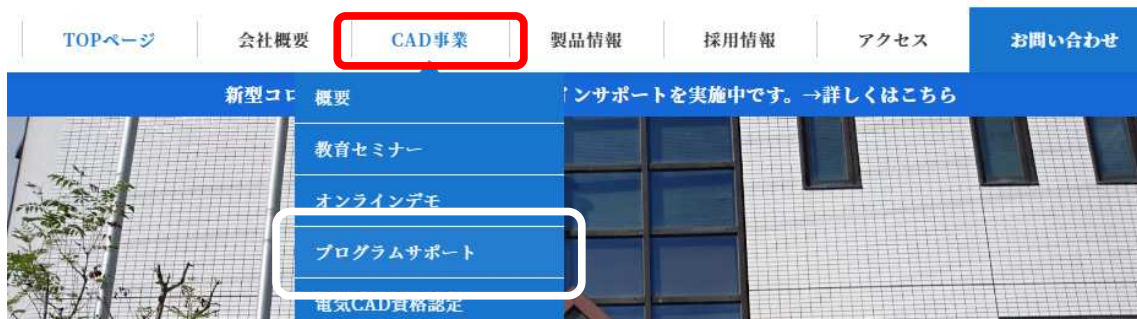 TOPページ
会社概要
CAD事業
製品情報
採用情報
アクセス
お問い合わせ
新型コロ
インサポートを実施中です。→詳しくはこちら
概要
教育セミナー
オンラインデモ
プログラムサポート
電気CAD資格認定